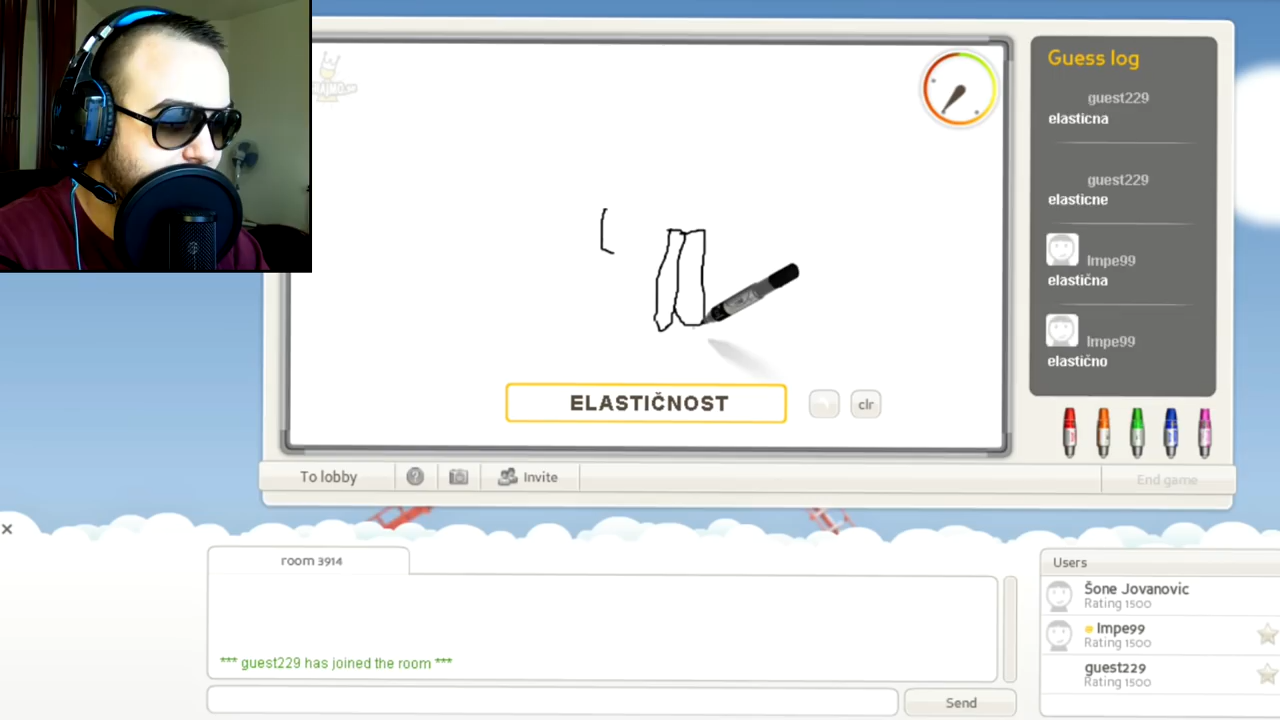 Guess log
guest229
elasticna
guest229
elasticne
Impe99
elastična
Impe99
elastično
ELASTIČNOST
clr
To lobby
?
Invite
End game
room 3914
*** guest229 has joined the room ***
Send
Users
Šone Jovanovic
Rating 1500
Impe99
Rating 1500
guest229
Rating 1500